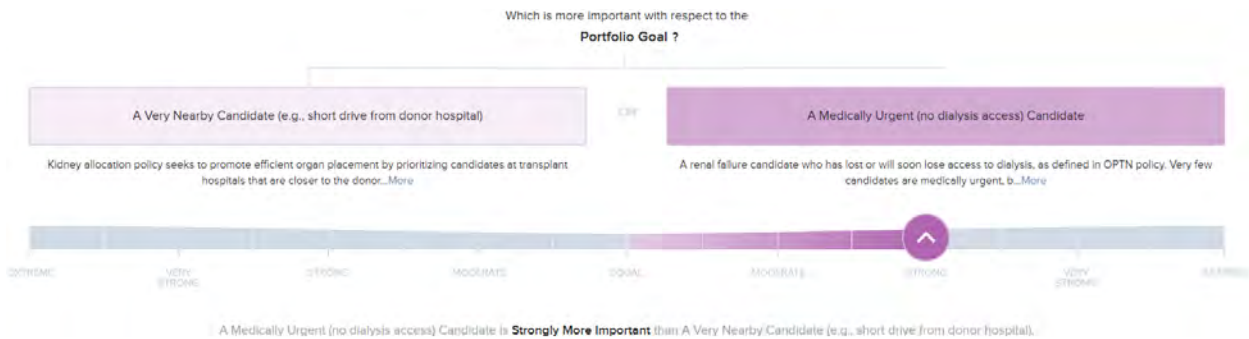 Which is more important with respect to the
Portfolio Goal ?
A Very Nearby Candidate (e.g., short drive from donor hospital)
OR
A Medically Urgent (no dialysis access) Candidate
Kidney allocation policy seeks to promote efficient organ placement by prioritizing candidates at transplant
hospitals that are closer to the donor...More
A renal failure candidate who has lost or will soon lose access to dialysis, as defined in OPTN policy. Very few
candidates are medically urgent, b...More
EXTREME
VERY
STRONG
STRONG
MODERATE
EQUAL
MODERATE
STRONG
VERY
STRONG
EXTREME
A Medically Urgent (no dialysis access) Candidate is Strongly More Important than A Very Nearby Candidate (e.g., short drive from donor hospital).